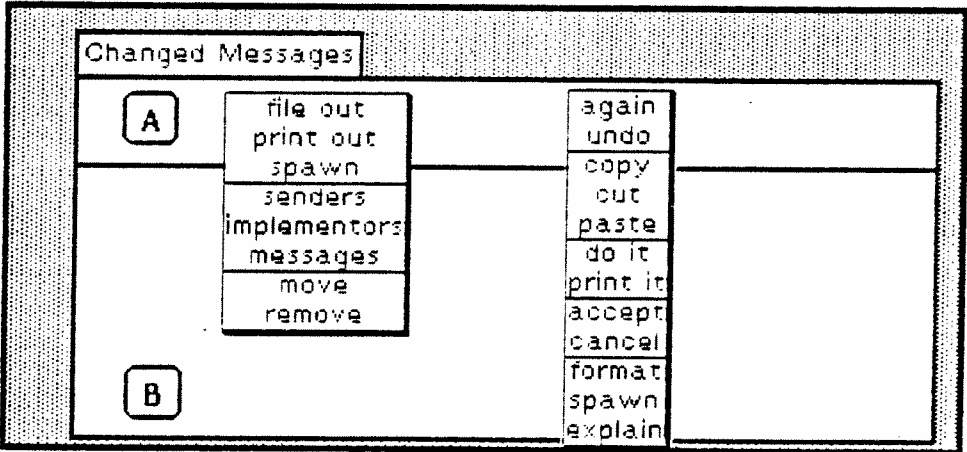 Changed Messages
A
file out
print out
spawn
senders
implementors
messages
move
remove
again
undo
copy
cut
paste
do it
print it
accept
cancel
format
spawn
explain
B